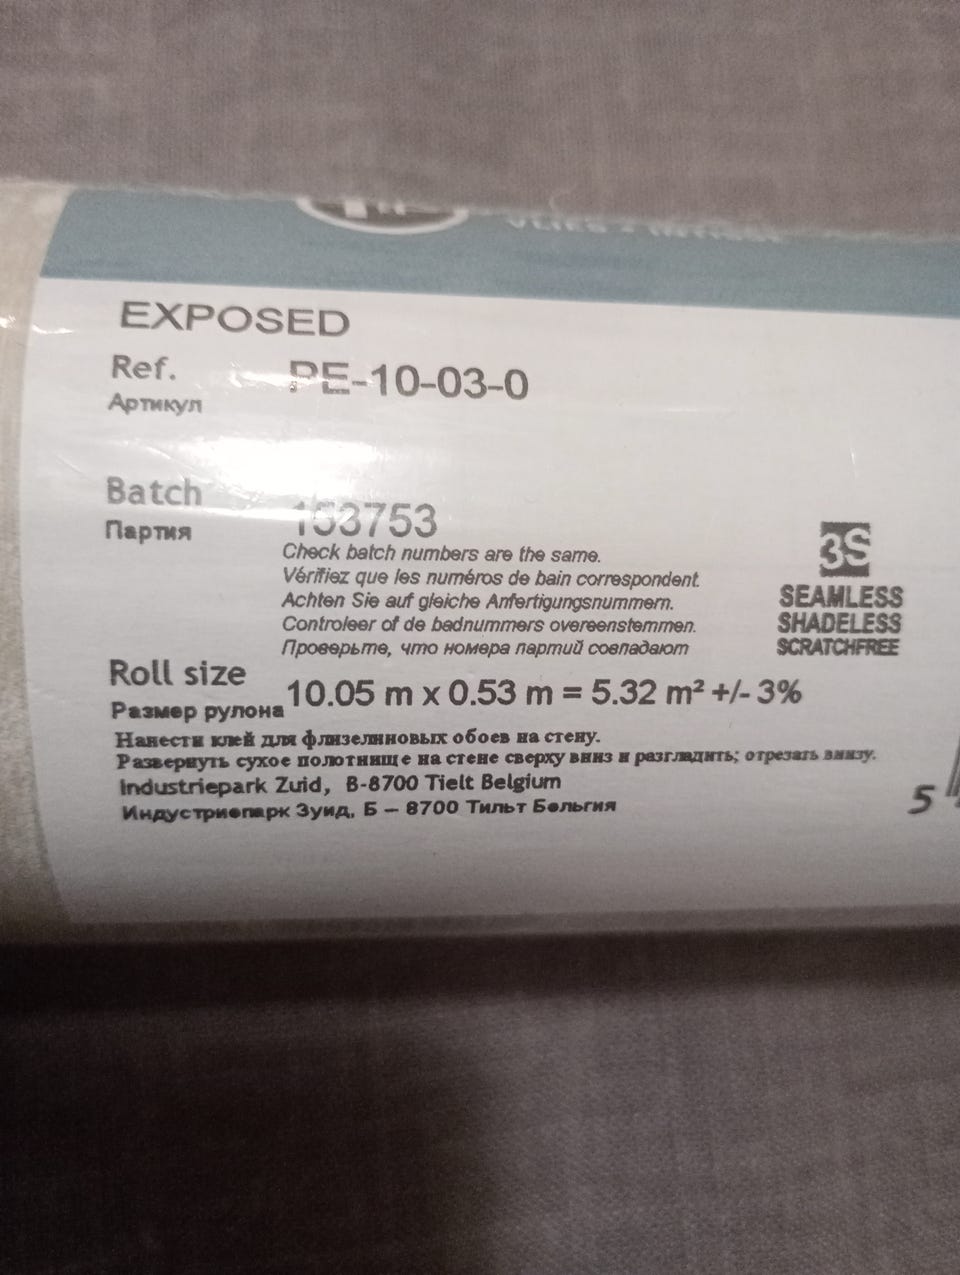 EXPOSED
Ref. PE-10-03-0
Артикул
Batch 153753
Партия
Check batch numbers are the same.
Vérifiez que les numéros de bain correspondent.
Achten Sie auf gleiche Anfertigungsnummern.
Controleer of de badnummers overeenstemmen.
Проверьте, что номера партий совпадают
3S
SEAMLESS
SHADELESS
SCRATCHFREE
Roll size 10.05 m x 0.53 m = 5.32 m² +/- 3%
Размер рулона
Нанести клей для флизелиновых обоев на стену.
Развернуть сухое полотнище на стене сверху вниз и разгладить; отрезать внизу.
Industriepark Zuid, B-8700 Tielt Belgium
Индустриепарк Зуид, Б – 8700 Тильт Бельгия
5